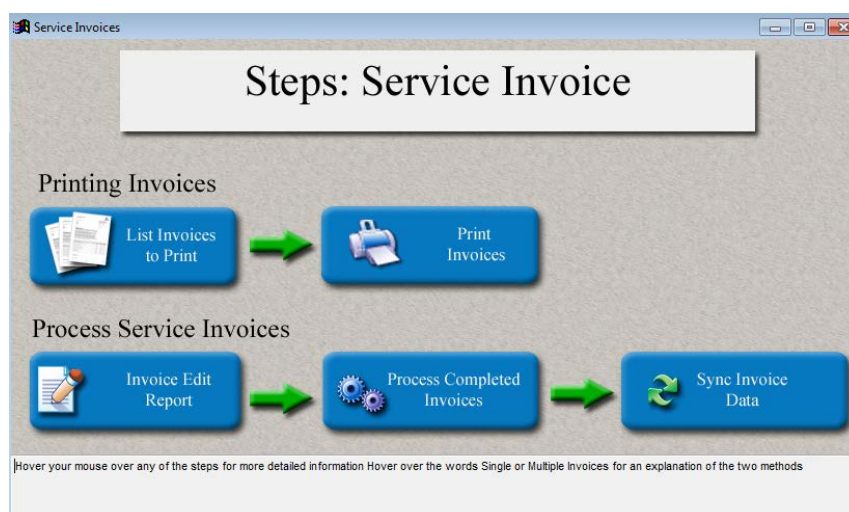 Service Invoices
Steps: Service Invoice
Printing Invoices
List Invoices
to Print
Print
Invoices
Process Service Invoices
Invoice Edit
Report
Process Completed
Invoices
Sync Invoice
Data
Hover your mouse over any of the steps for more detailed information Hover over the words Single or Multiple Invoices for an explanation of the two methods